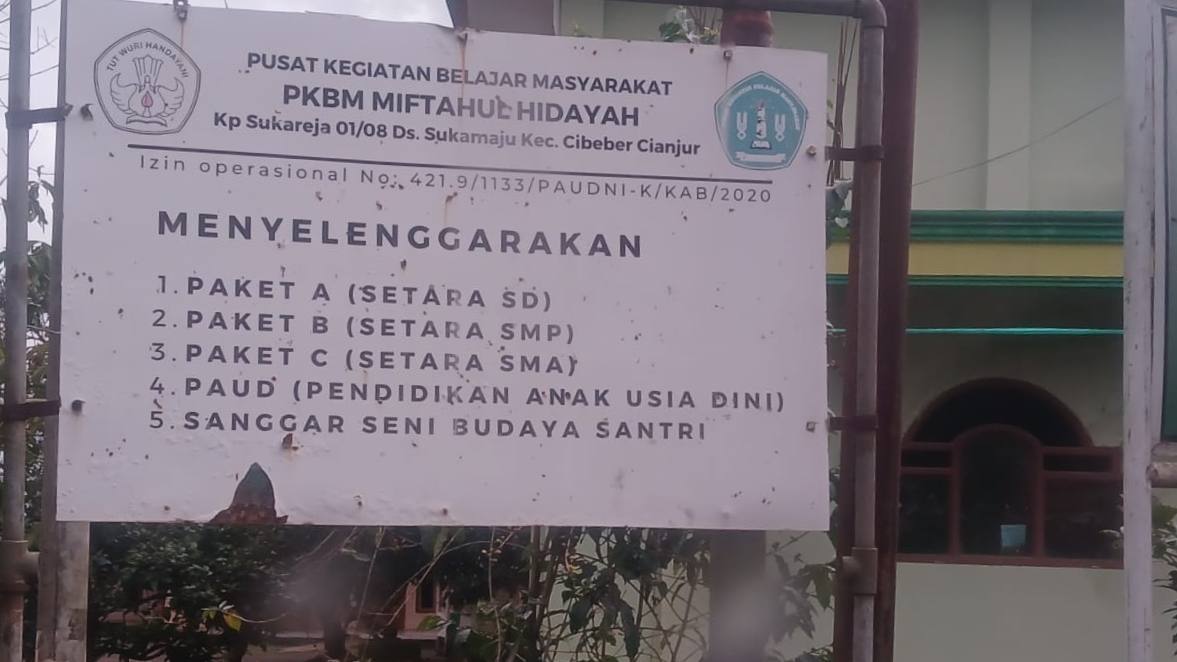 TUT WURI HANDAYANI
PUSAT KEGIATAN BELAJAR MASYARAKAT
PKBM MIFTAHUL HIDAYAH
Kp Sukareja 01/08 Ds. Sukamaju Kec. Cibeber Cianjur
Izin operasional No: 421.9/1133/PAUDNI-K/KAB/2020
MENYELENGGARAKAN
1. PAKET A (SETARA SD)
2. PAKET B (SETARA SMP)
3. PAKET C (SETARA SMA)
4. PAUD (PENDIDIKAN ANAK USIA DINI)
5. SANGGAR SENI BUDAYA SANTRI